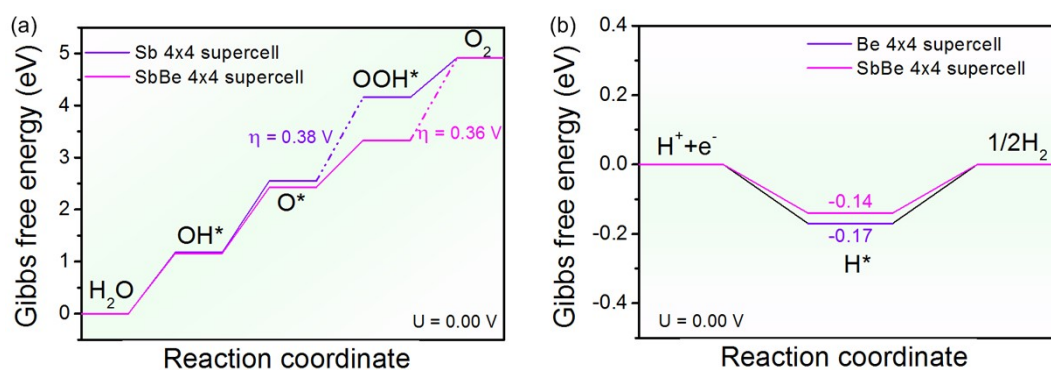 (a)
Gibbs free energy (eV)
5
4
3
2
1
0
Sb 4x4 supercell
SbBe 4x4 supercell
O₂
OOH*
η = 0.38 V
η = 0.36 V
O*
OH*
H₂O
U = 0.00 V
Reaction coordinate
(b)
Gibbs free energy (eV)
0.4
0.2
0.0
-0.2
-0.4
Be 4x4 supercell
SbBe 4x4 supercell
H⁺+e⁻
1/2H₂
-0.14
-0.17
H*
U = 0.00 V
Reaction coordinate